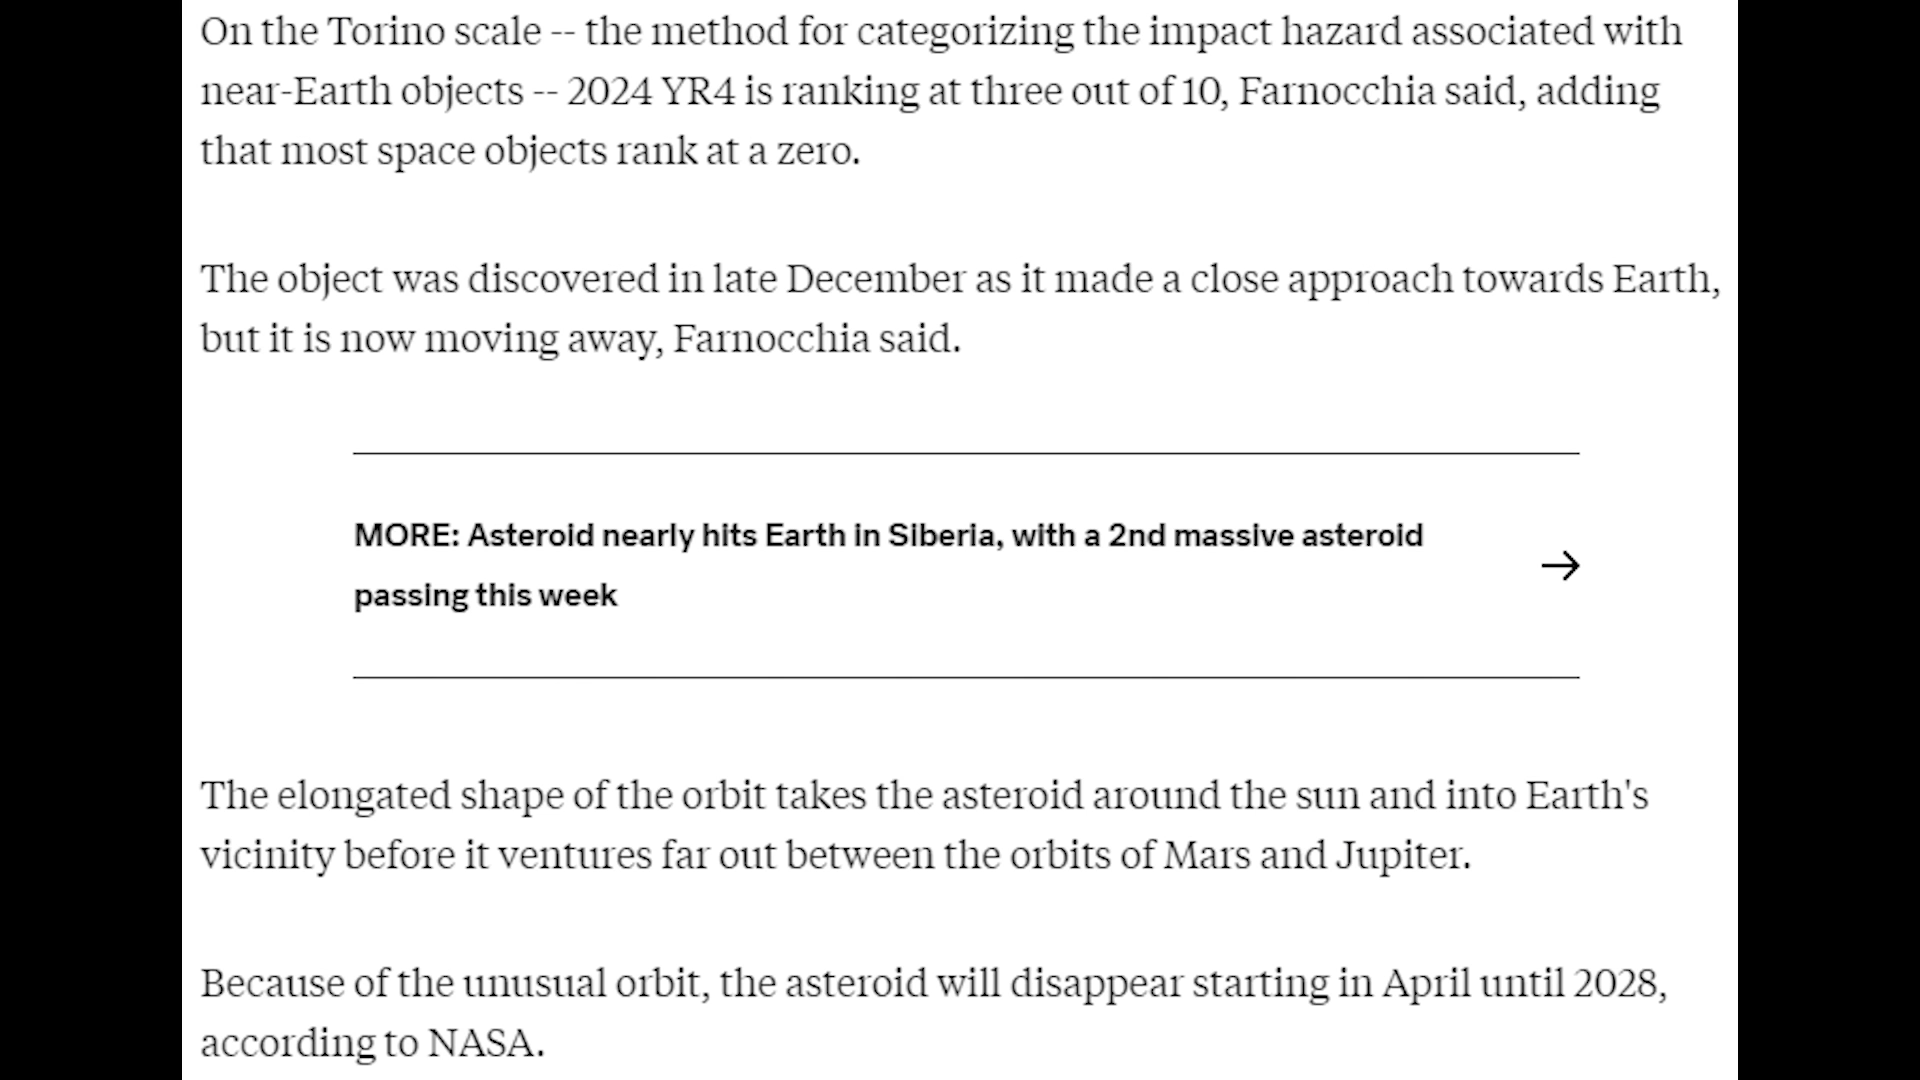 On the Torino scale -- the method for categorizing the impact hazard associated with
near-Earth objects -- 2024 YR4 is ranking at three out of 10, Farnocchia said, adding
that most space objects rank at a zero.
The object was discovered in late December as it made a close approach towards Earth,
but it is now moving away, Farnocchia said.
MORE: Asteroid nearly hits Earth in Siberia, with a 2nd massive asteroid
passing this week
The elongated shape of the orbit takes the asteroid around the sun and into Earth's
vicinity before it ventures far out between the orbits of Mars and Jupiter.
Because of the unusual orbit, the asteroid will disappear starting in April until 2028,
according to NASA.